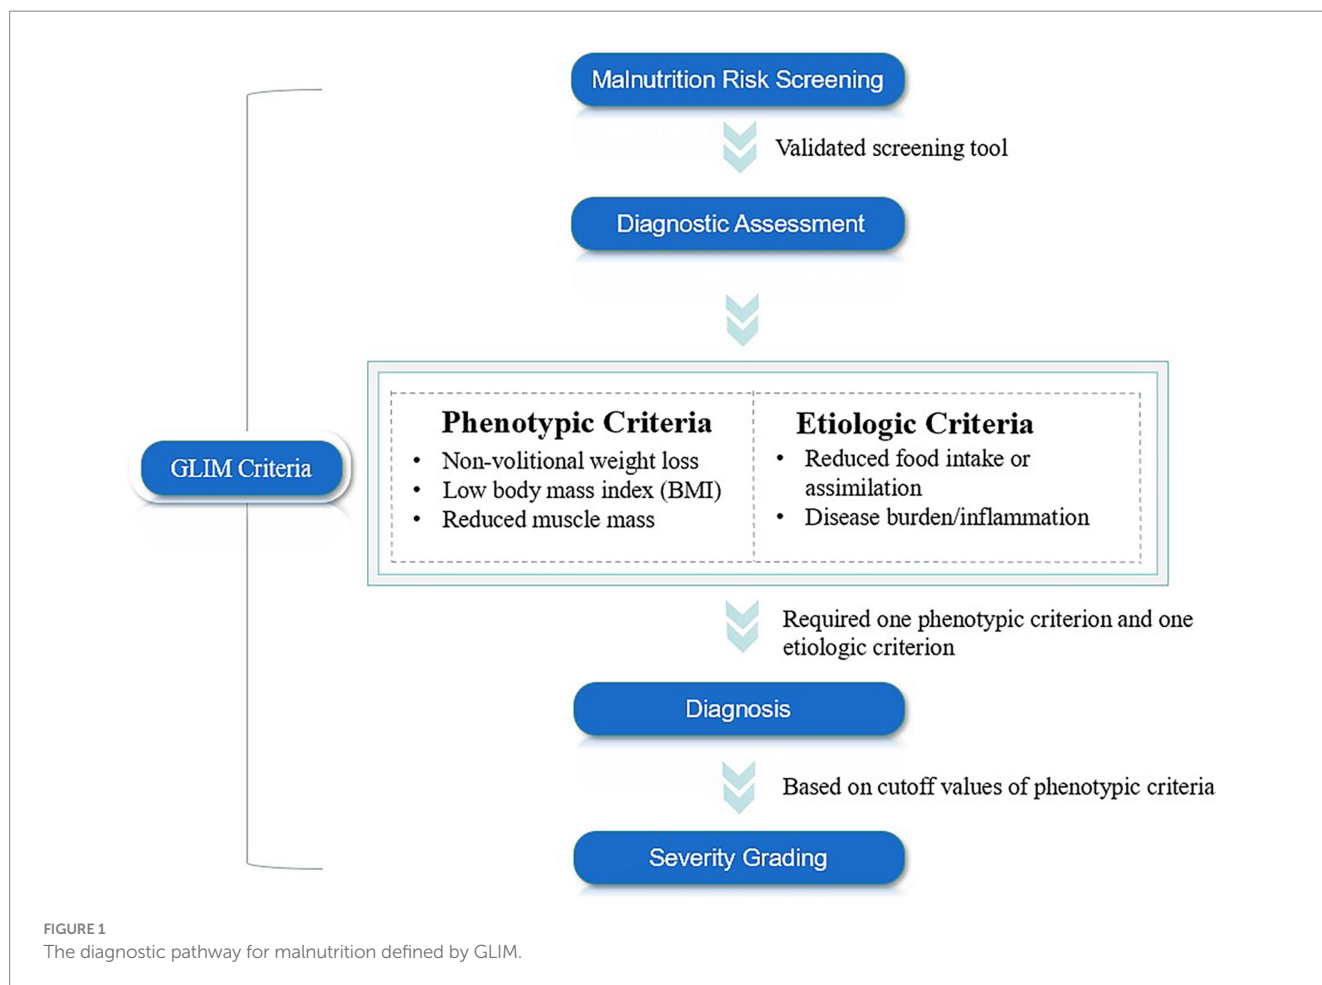 Malnutrition Risk Screening
Validated screening tool
Diagnostic Assessment
GLIM Criteria
Phenotypic Criteria
• Non-volitional weight loss
• Low body mass index (BMI)
• Reduced muscle mass
Etiologic Criteria
• Reduced food intake or
assimilation
• Disease burden/inflammation
Required one phenotypic criterion and one
etiologic criterion
Diagnosis
Based on cutoff values of phenotypic criteria
Severity Grading
FIGURE 1
The diagnostic pathway for malnutrition defined by GLIM.